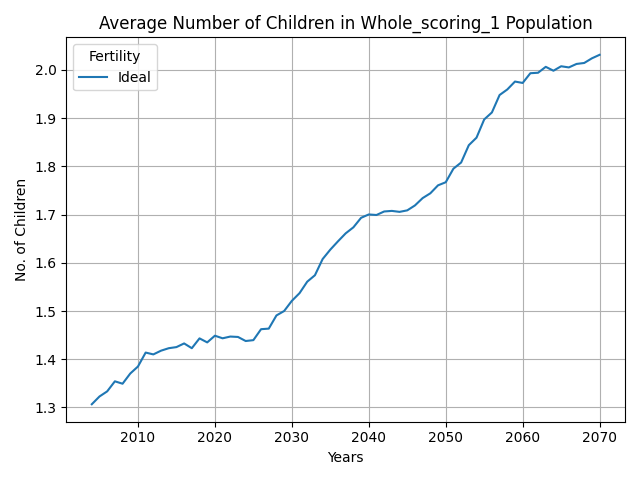 Average Number of Children in Whole_scoring_1 Population
Fertility
Ideal
No. of Children
2.0
1.9
1.8
1.7
1.6
1.5
1.4
1.3
2010 2020 2030 2040 2050 2060 2070
Years